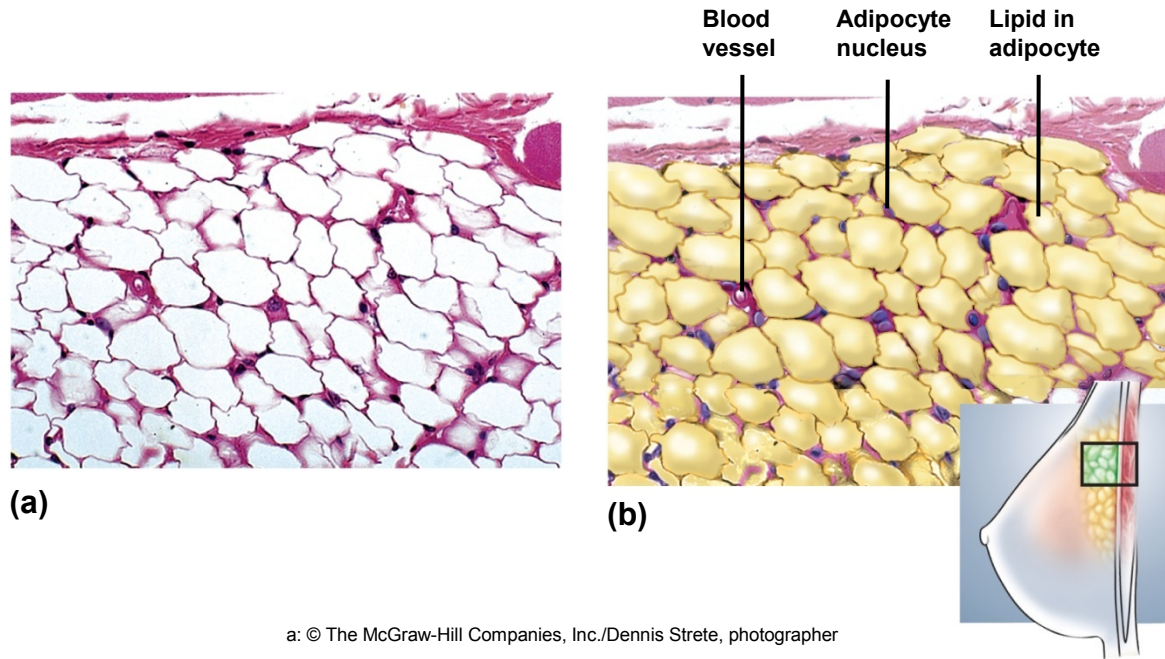 Blood
vessel
Adipocyte
nucleus
Lipid in
adipocyte
(a)
(b)
a: © The McGraw-Hill Companies, Inc./Dennis Strete, photographer